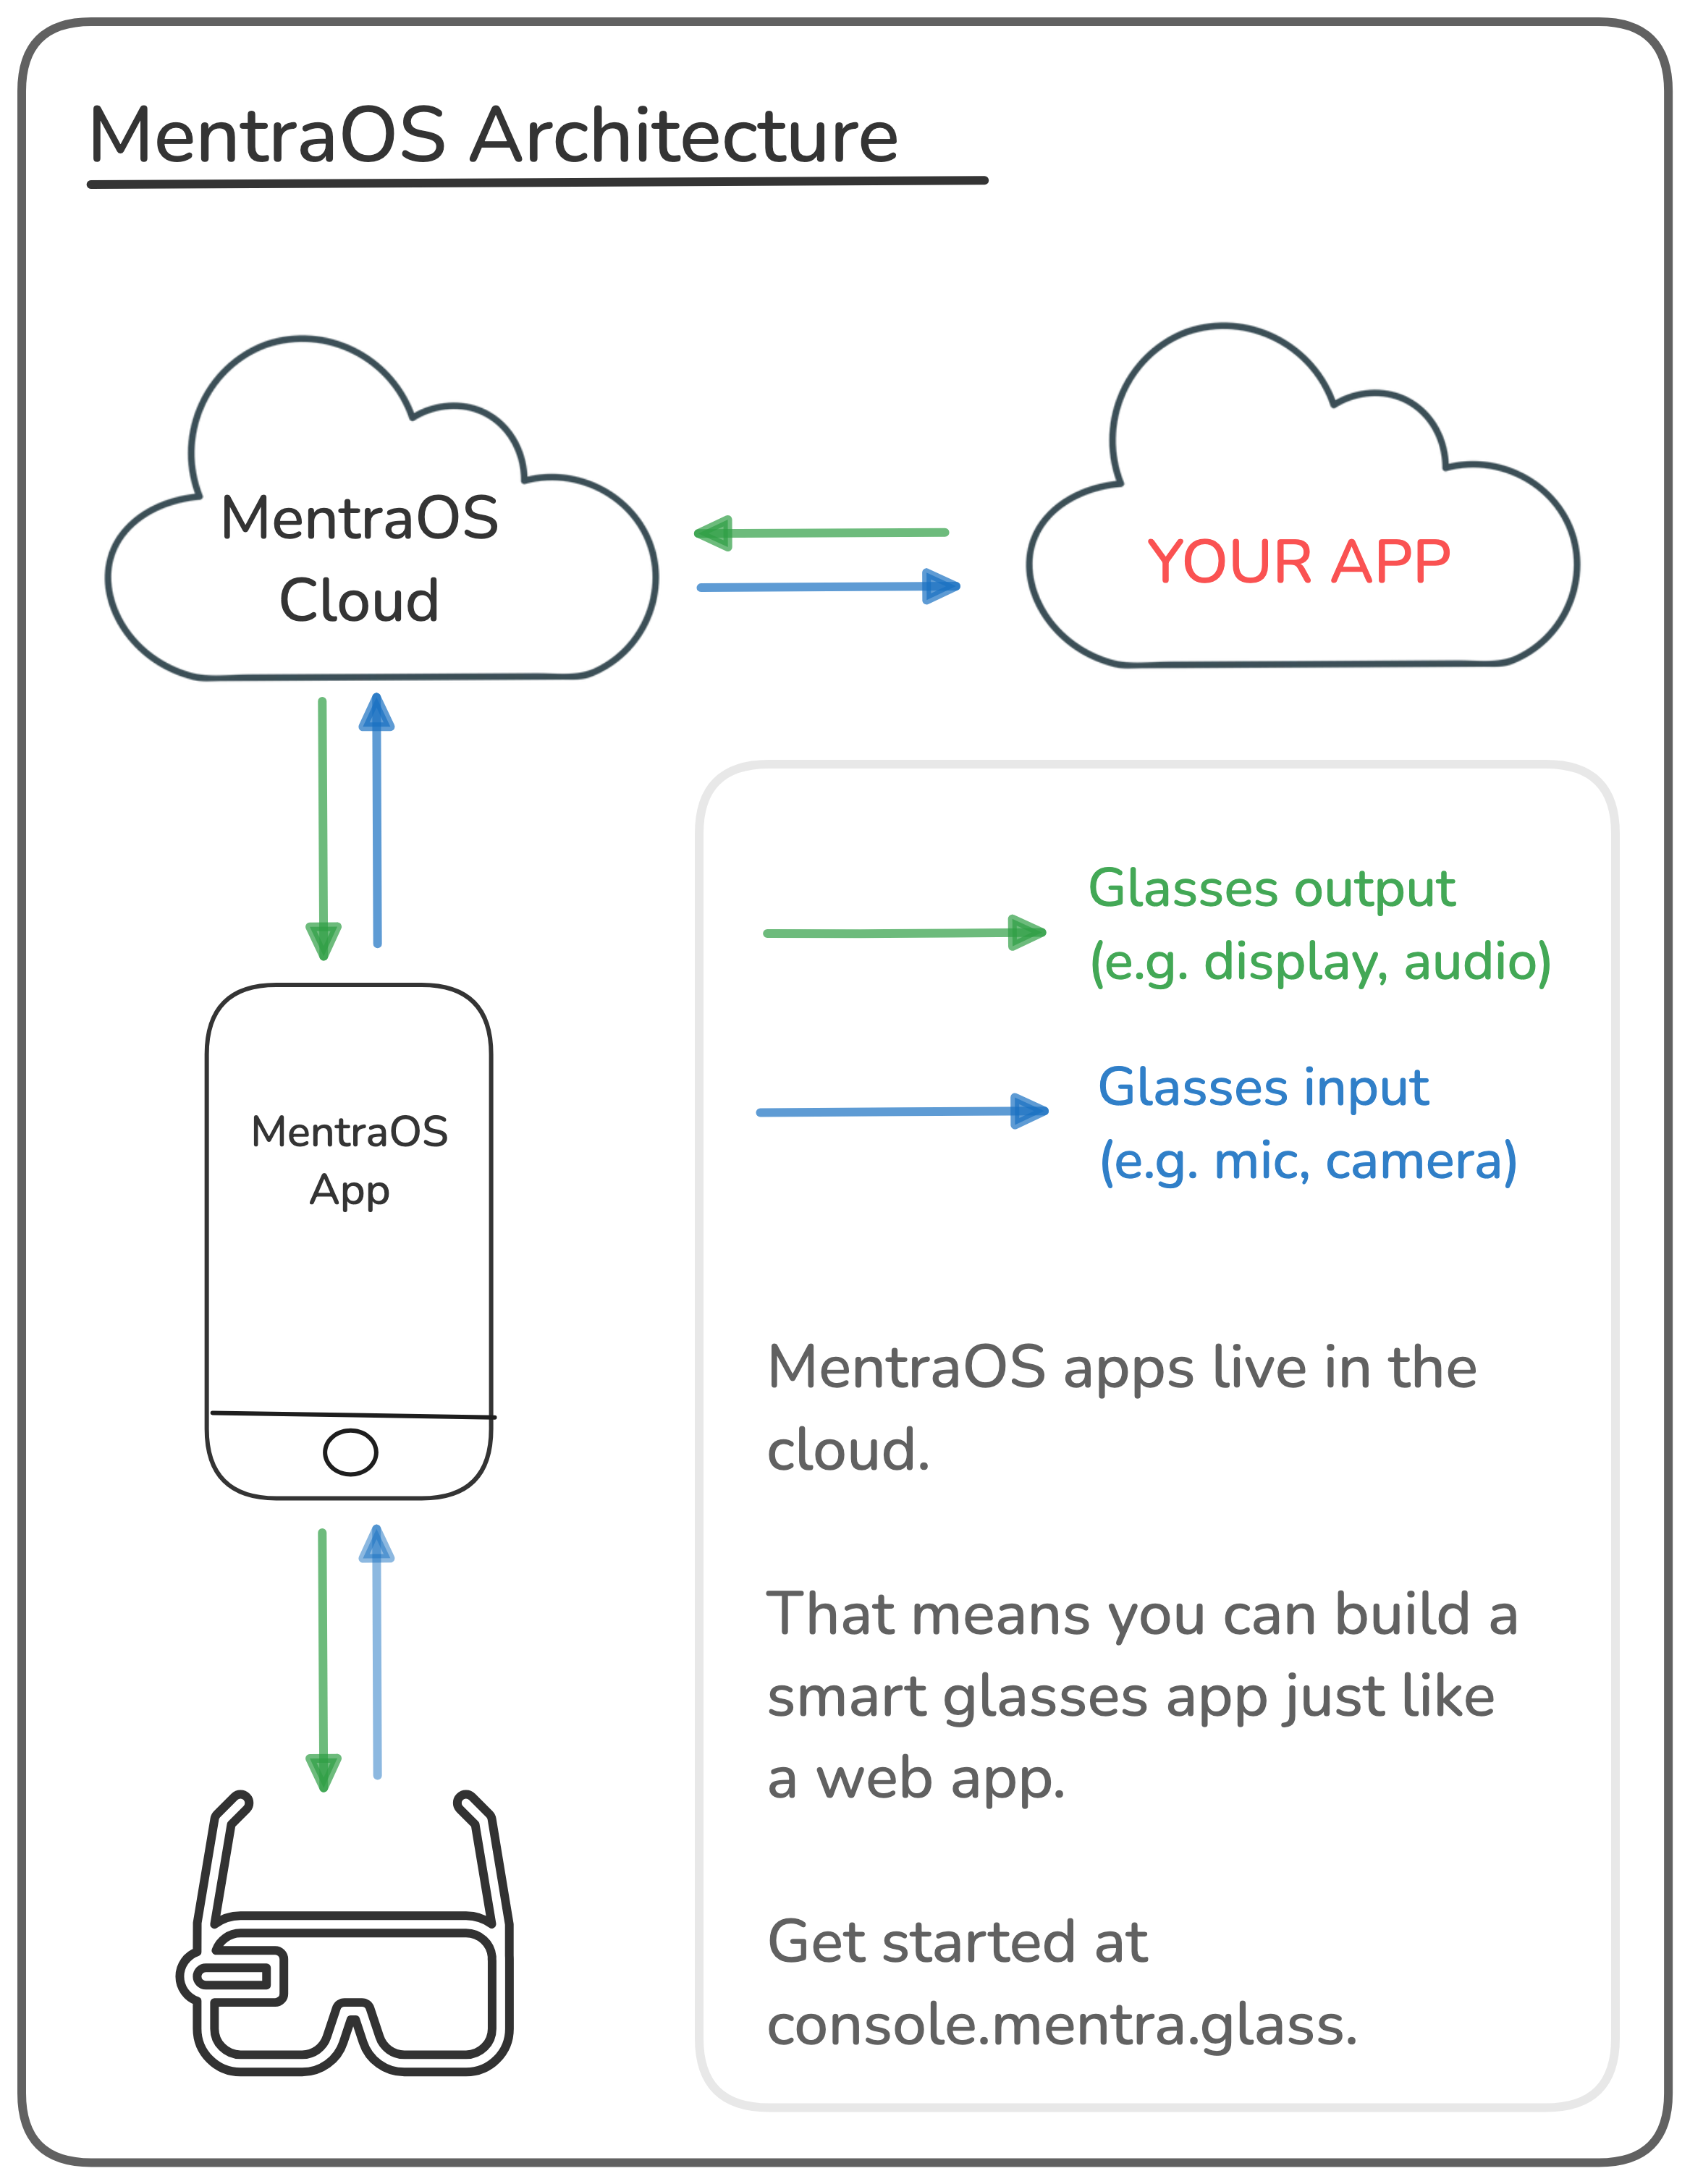 MentraOS Architecture
MentraOS
Cloud
YOUR APP
Glasses output
(e.g. display, audio)
Glasses input
(e.g. mic, camera)
MentraOS
App
MentraOS apps live in the
cloud.
That means you can build a
smart glasses app just like
a web app.
Get started at
console.mentra.glass.